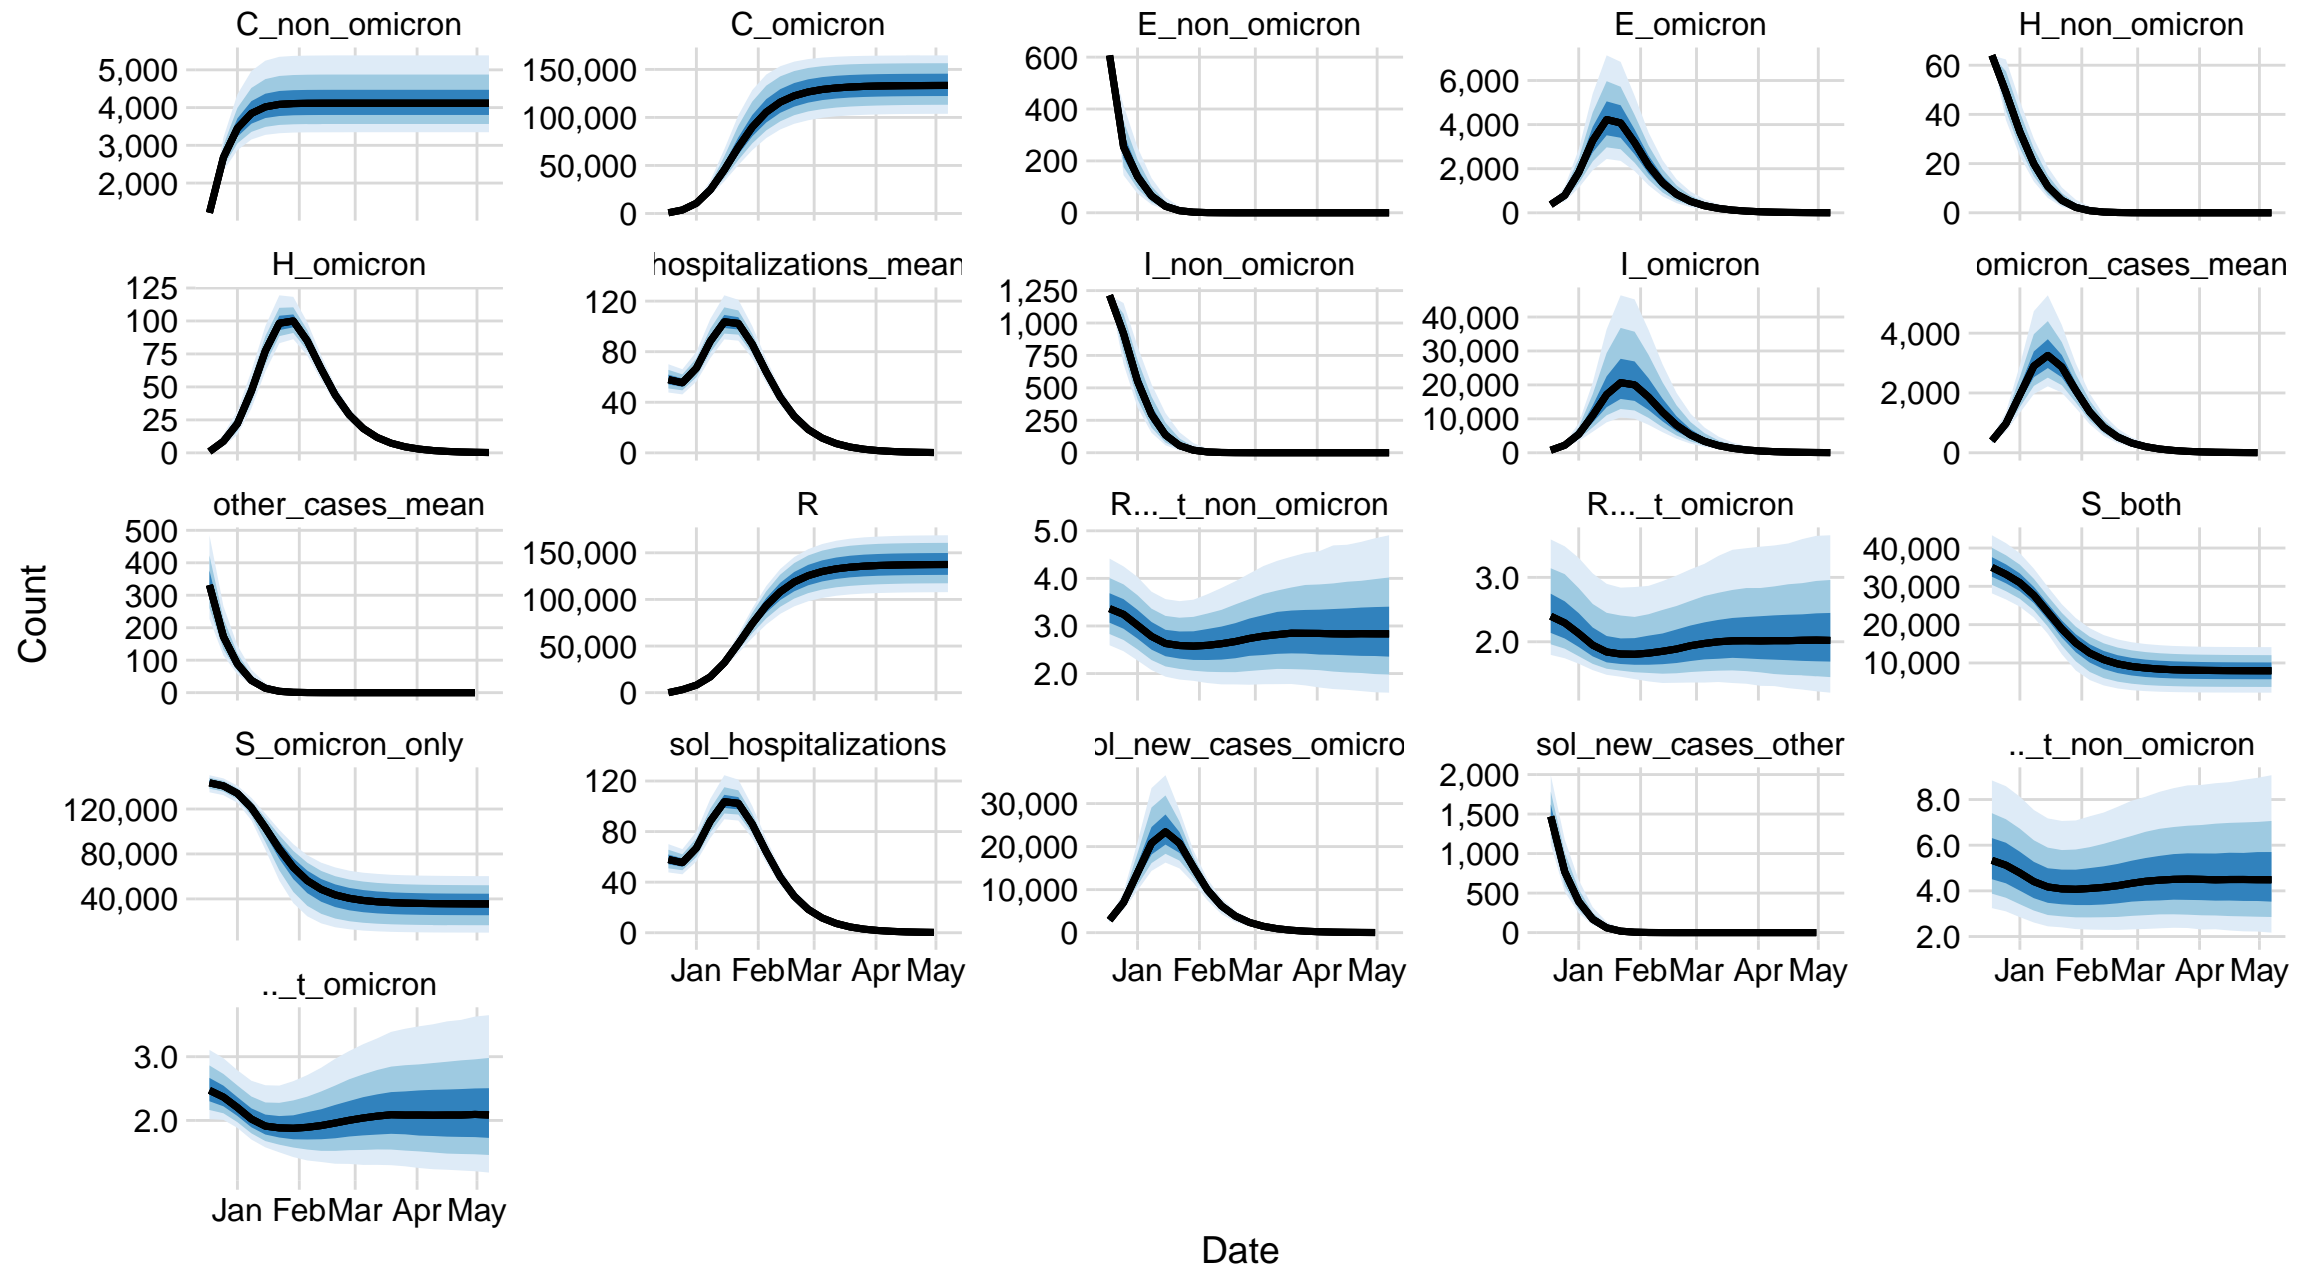 C_non_omicron C_omicron E_non_omicron E_omicron H_non_omicron
5,000 4,000 3,000 2,000
150,000 100,000 50,000 0
600 400 200 0
6,000 4,000 2,000 0
60 40 20 0
H_omicron hospitalizations_mean I_non_omicron I_omicron omicron_cases_mean
125 100 75 50 25 0
120 80 40 0
1,250 1,000 750 500 250 0
40,000 30,000 20,000 10,000 0
4,000 2,000 0
other_cases_mean R R..._t_non_omicron R..._t_omicron S_both
500 400 300 200 100 0
150,000 100,000 50,000 0
5.0 4.0 3.0 2.0
3.0 2.0
40,000 30,000 20,000 10,000
S_omicron_only sol_hospitalizations ol_new_cases_omicro sol_new_cases_other .._t_non_omicron
120,000 80,000 40,000
120 80 40 0
30,000 20,000 10,000 0
2,000 1,500 1,000 500 0
8.0 6.0 4.0 2.0
Jan Feb Mar Apr May
Jan Feb Mar Apr May
Jan Feb Mar Apr May
Jan Feb Mar Apr May
.._t_omicron
3.0 2.0
Jan Feb Mar Apr May
Count
Date